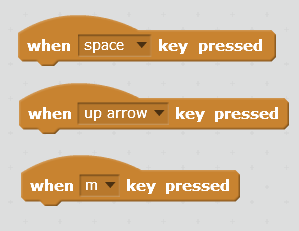 when space key pressed
when up arrow key pressed
when m key pressed